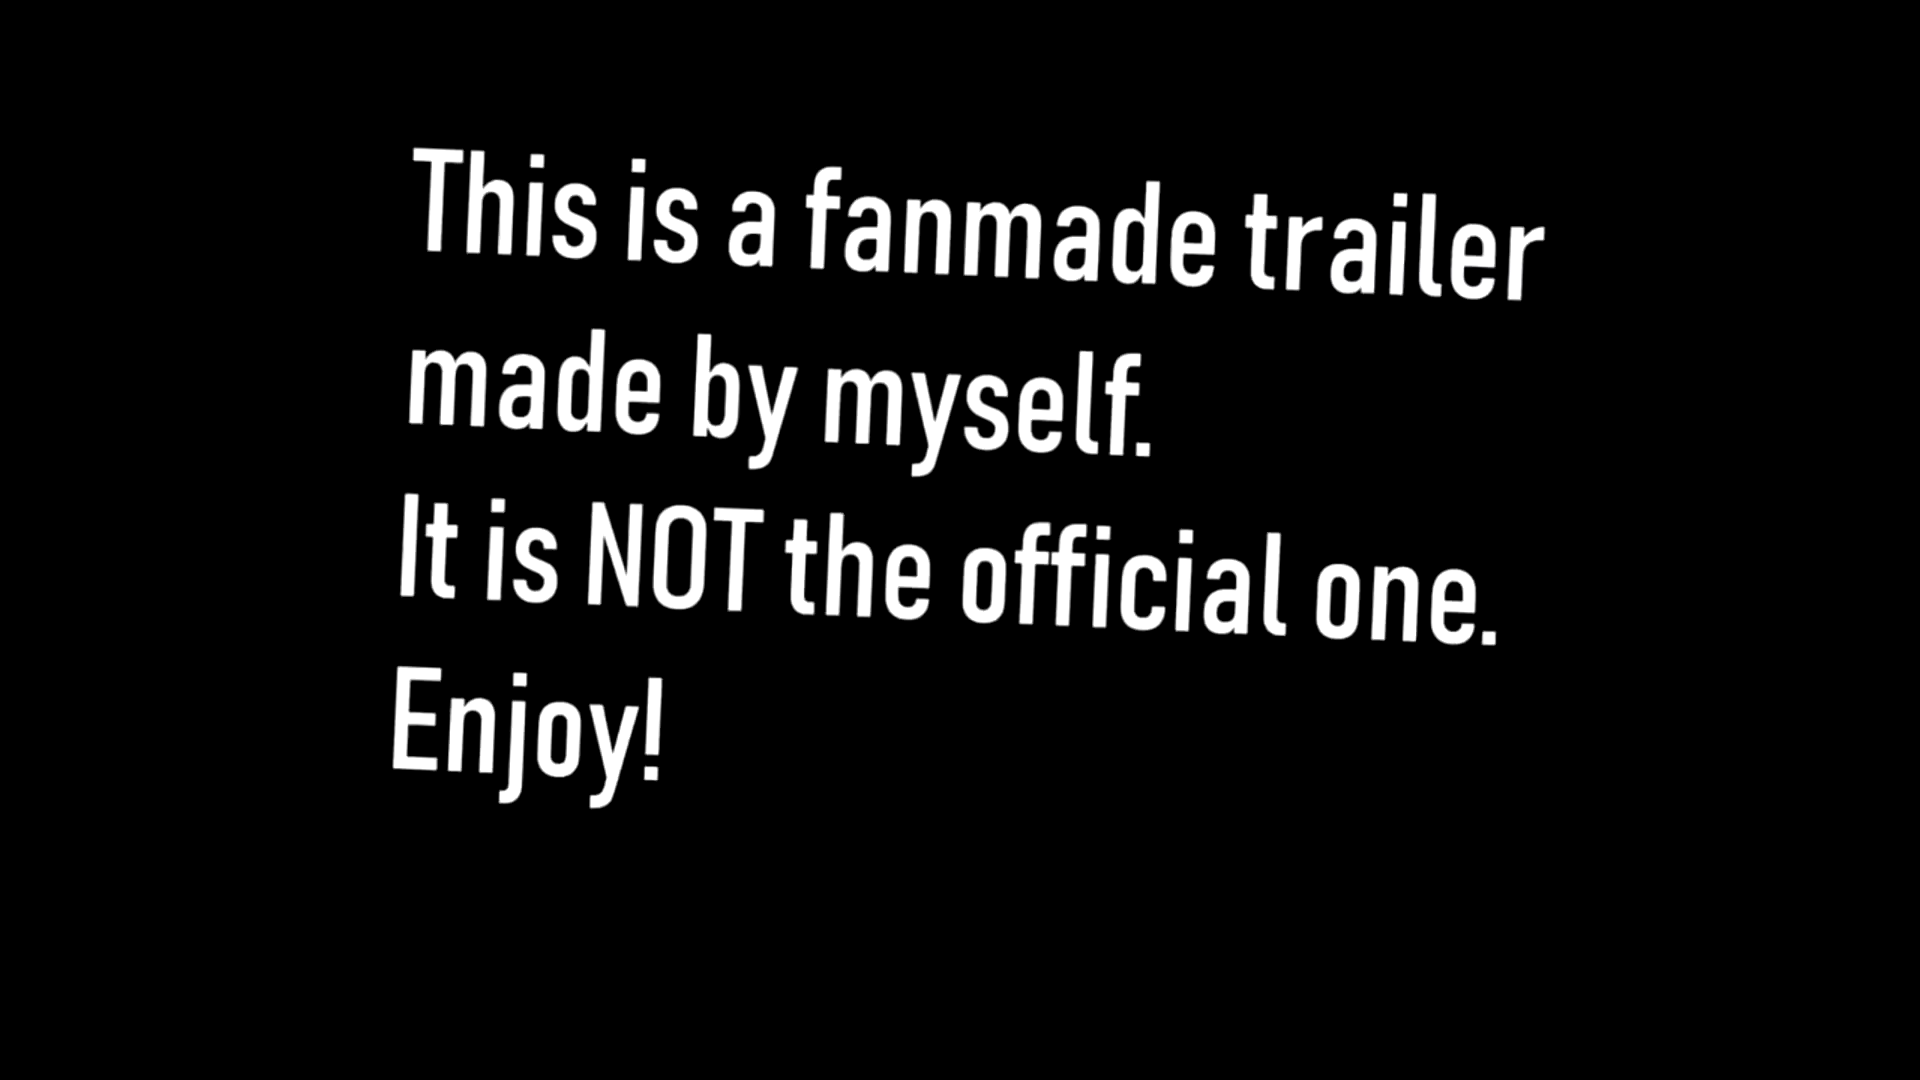 This is a fanmade trailer
made by myself.
It is NOT the official one.
Enjoy!